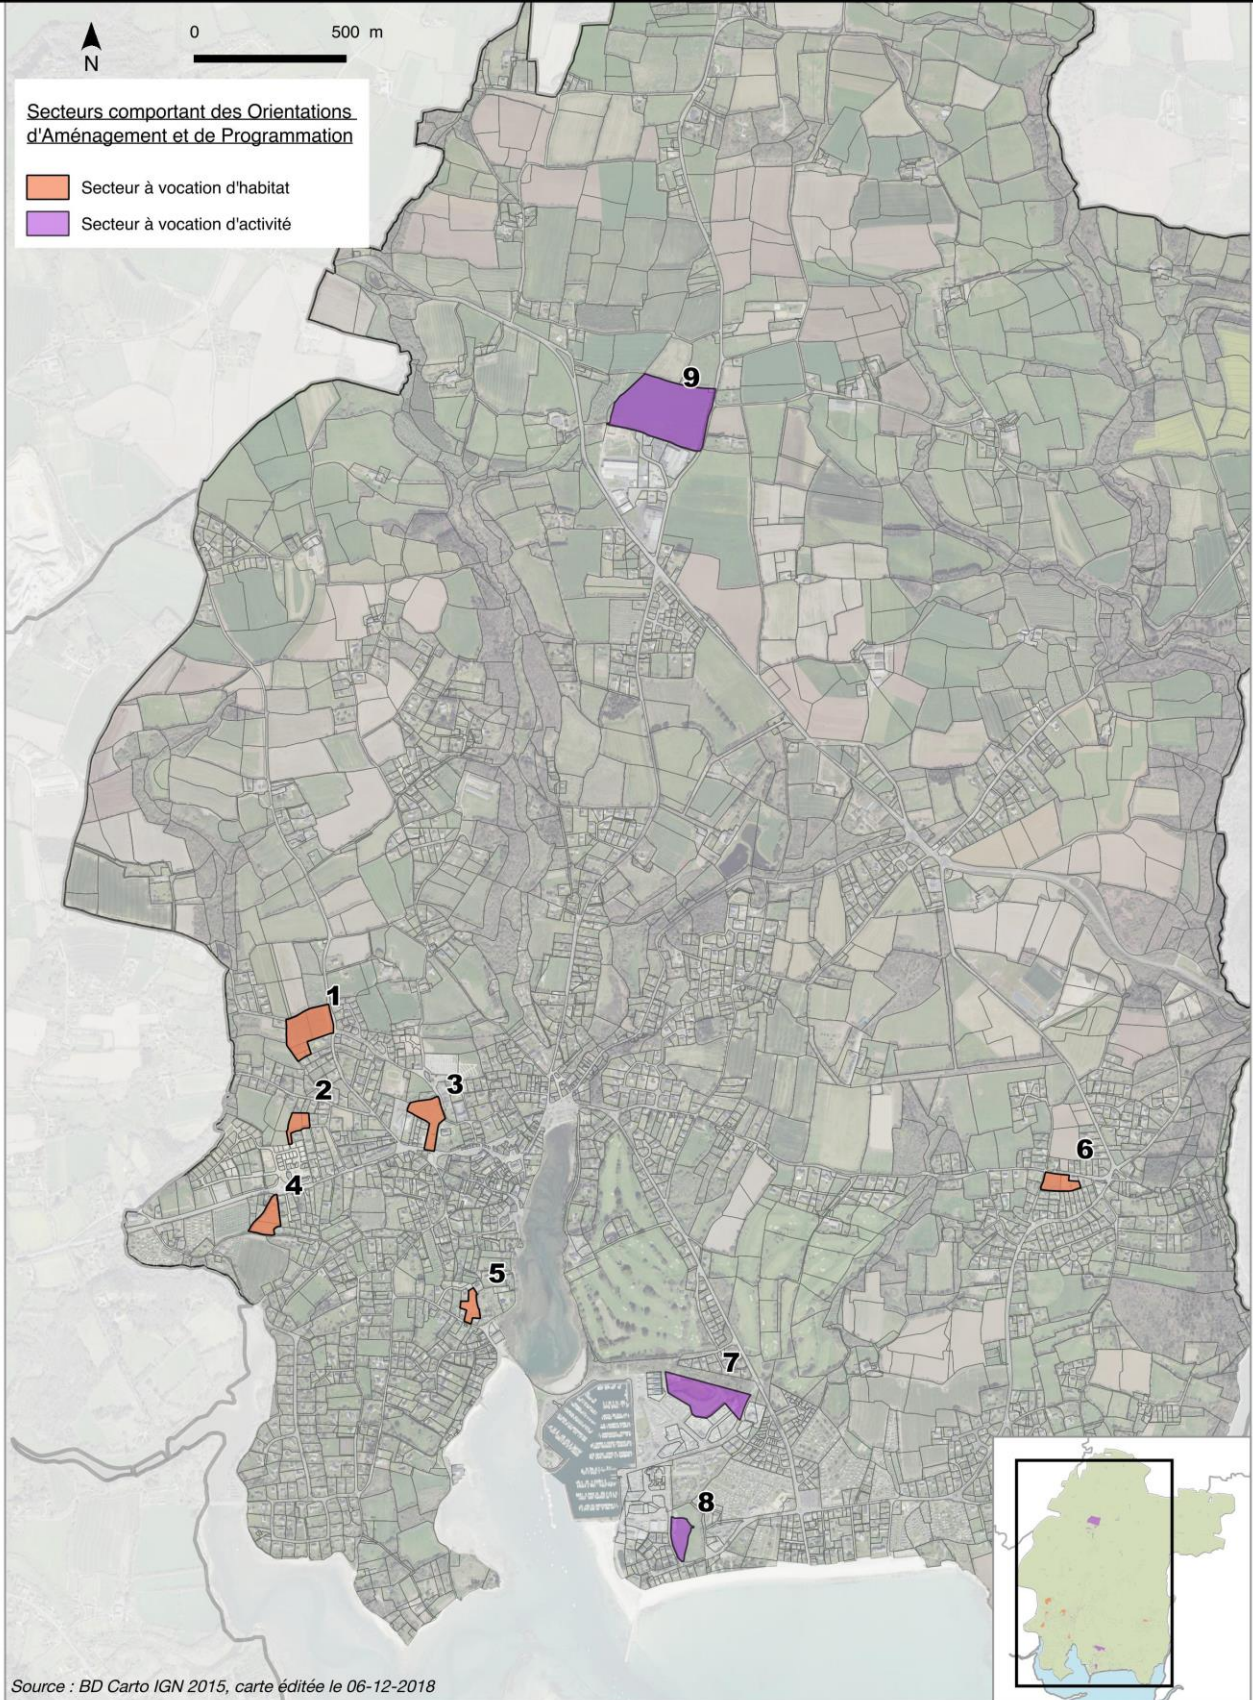 0 500 m
N
Secteurs comportant des Orientations
d'Aménagement et de Programmation
Secteur à vocation d'habitat
Secteur à vocation d'activité
9
1
2
3
4
6
5
7
8
Source : BD Carto IGN 2015, carte éditée le 06-12-2018